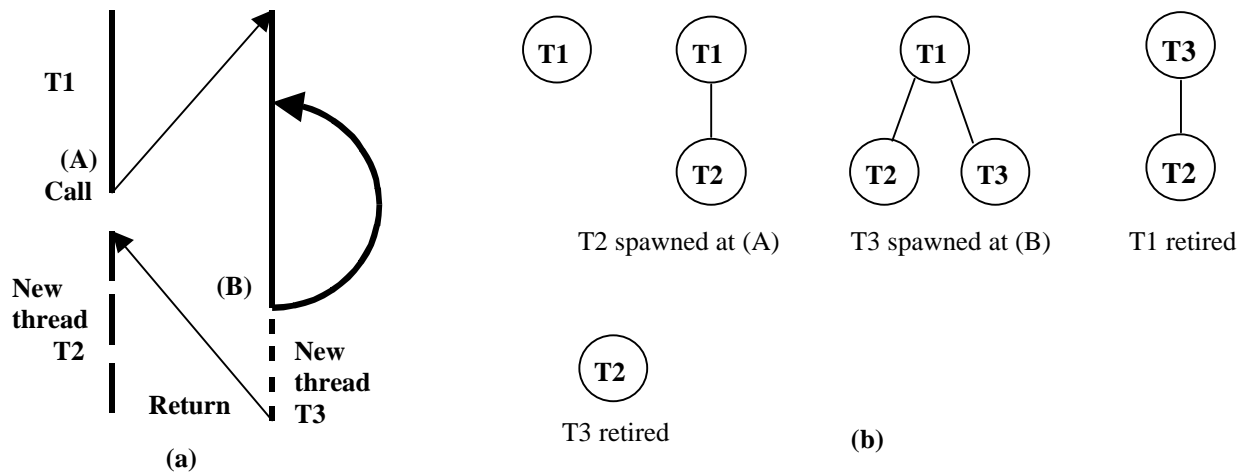 T1
(A)
Call
New
thread
T2
(B)
New
thread
T3
Return
(a)
T1
T1
T2
T2 spawned at (A)
T1
T2
T3
T3 spawned at (B)
T3
T2
T1 retired
T2
T3 retired
(b)